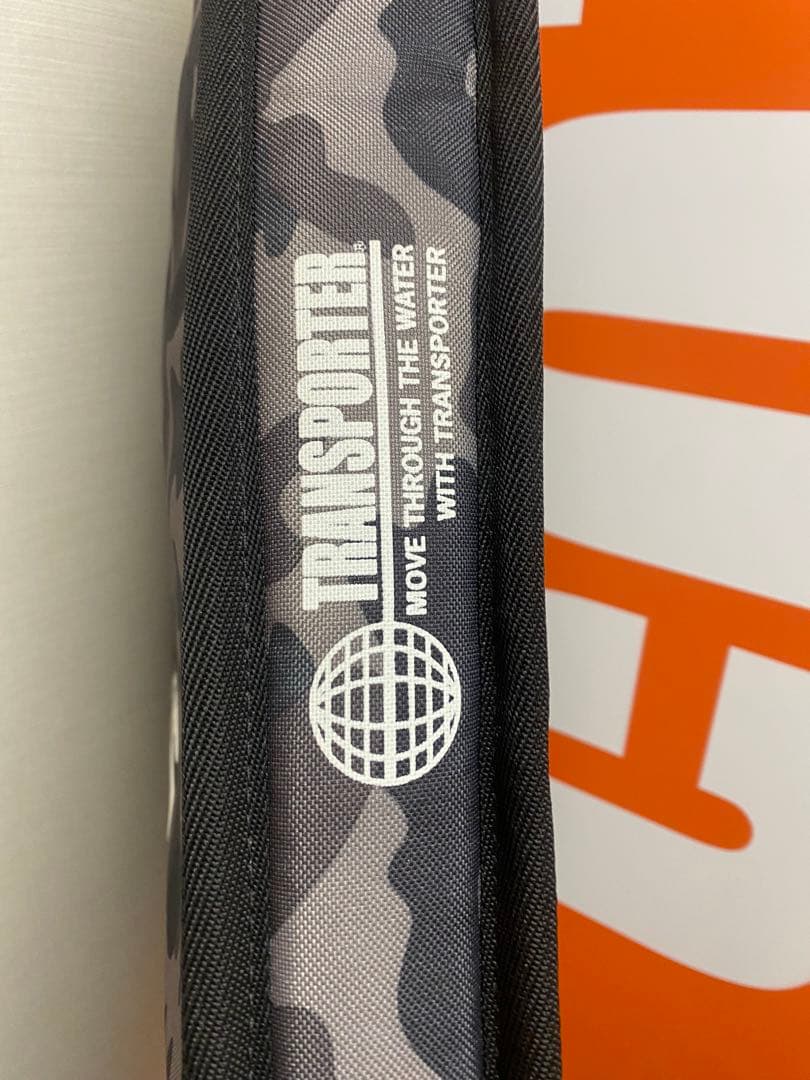 TRANSPORTER®
MOVE THROUGH THE WATER
WITH TRANSPORTER